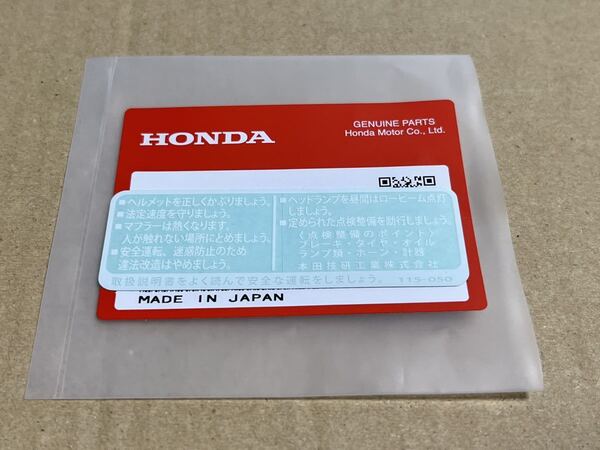 HONDA
GENUINE PARTS
Honda Motor Co., Ltd.
■ヘルメットを正しくかぶりましょう。
■法定速度を守りましょう。
■マフラーは熱くなります
人が触れない場所にとめましょう。
■安全運転、迷惑防止のため
違法改造はやめましょう。
■ヘッドランプを昼間はロービーム点灯
しましょう。
■定められた点検整備を励行しましょう。
〈点検整備のポイント〉
ブレーキ・タイヤ・オイル
ランプ類・ホーン・計器
本田技研工業株式会社
取扱説明書をよく読んで安全な運転をしましょう。 115-050
MADE IN JAPAN